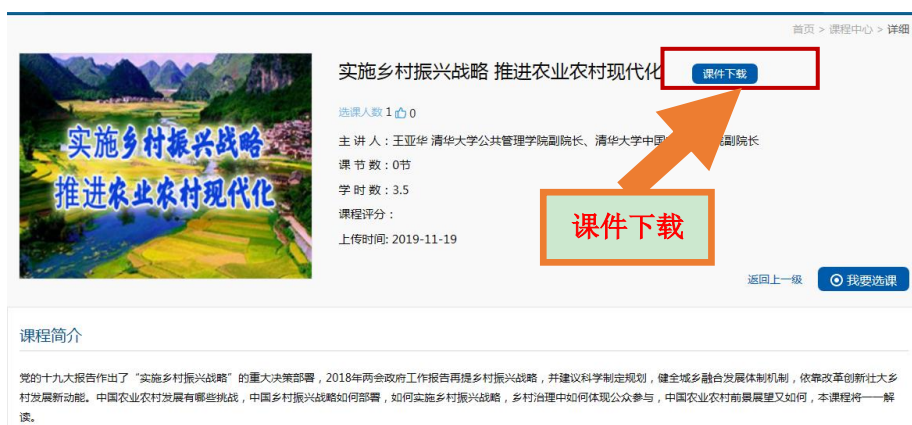 首页 > 课程中心 > 详细
实施乡村振兴战略
推进农业农村现代化
实施乡村振兴战略 推进农业农村现代化
课件下载
选课人数 1 0
主 讲 人：王亚华 清华大学公共管理学院副院长、清华大学中国 副院长
课 节 数：0节
学 时 数：3.5
课程评分：
上传时间: 2019-11-19
课件下载
返回上一级
我要选课
课程简介
党的十九大报告作出了“实施乡村振兴战略”的重大决策部署，2018年两会政府工作报告再提乡村振兴战略，并建议科学制定规划，健全城乡融合发展体制机制，依靠改革创新壮大乡
村发展新动能。中国农业农村发展有哪些挑战，中国乡村振兴战略如何部署，如何实施乡村振兴战略，乡村治理中如何体现公众参与，中国农业农村前景展望又如何，本课程将一一解
读。